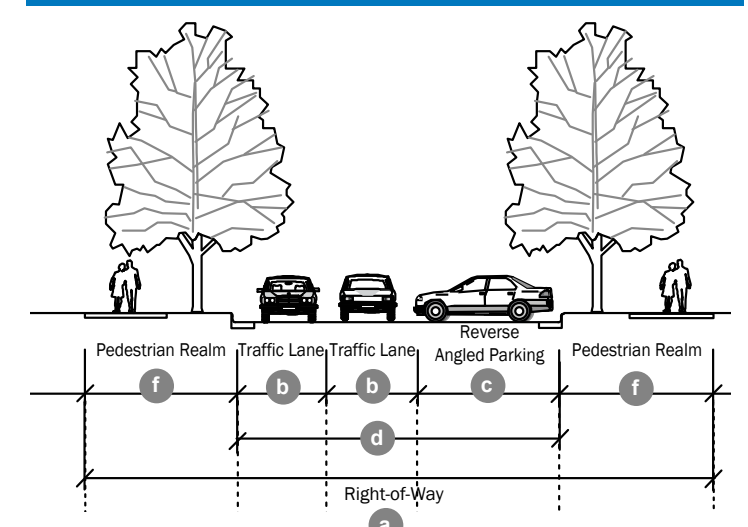 Reverse
Pedestrian Realm Traffic Lane Traffic Lane Angled Parking Pedestrian Realm
f b b c f
d
Right-of-Way
a